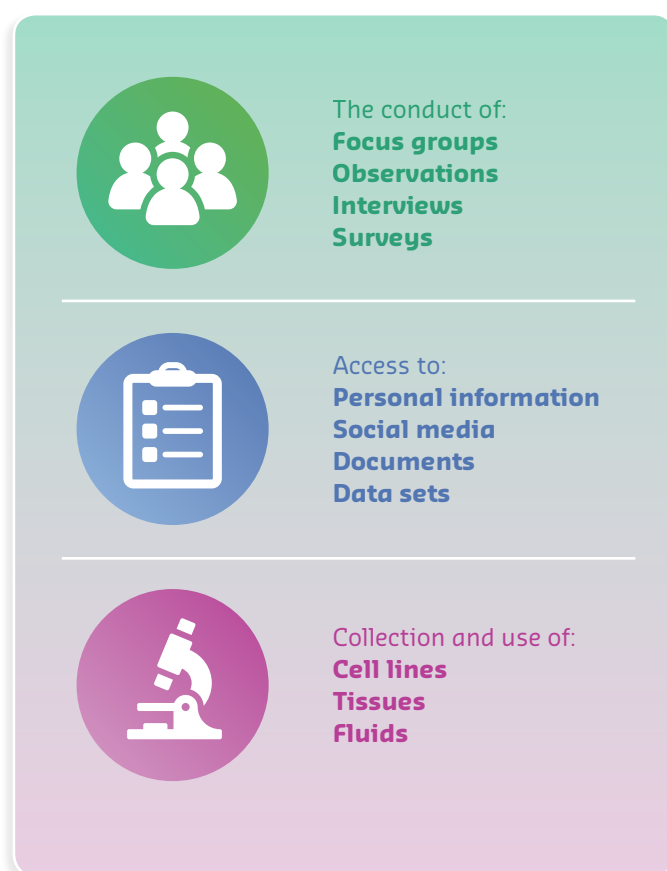 The conduct of:
Focus groups
Observations
Interviews
Surveys
Access to:
Personal information
Social media
Documents
Data sets
Collection and use of:
Cell lines
Tissues
Fluids